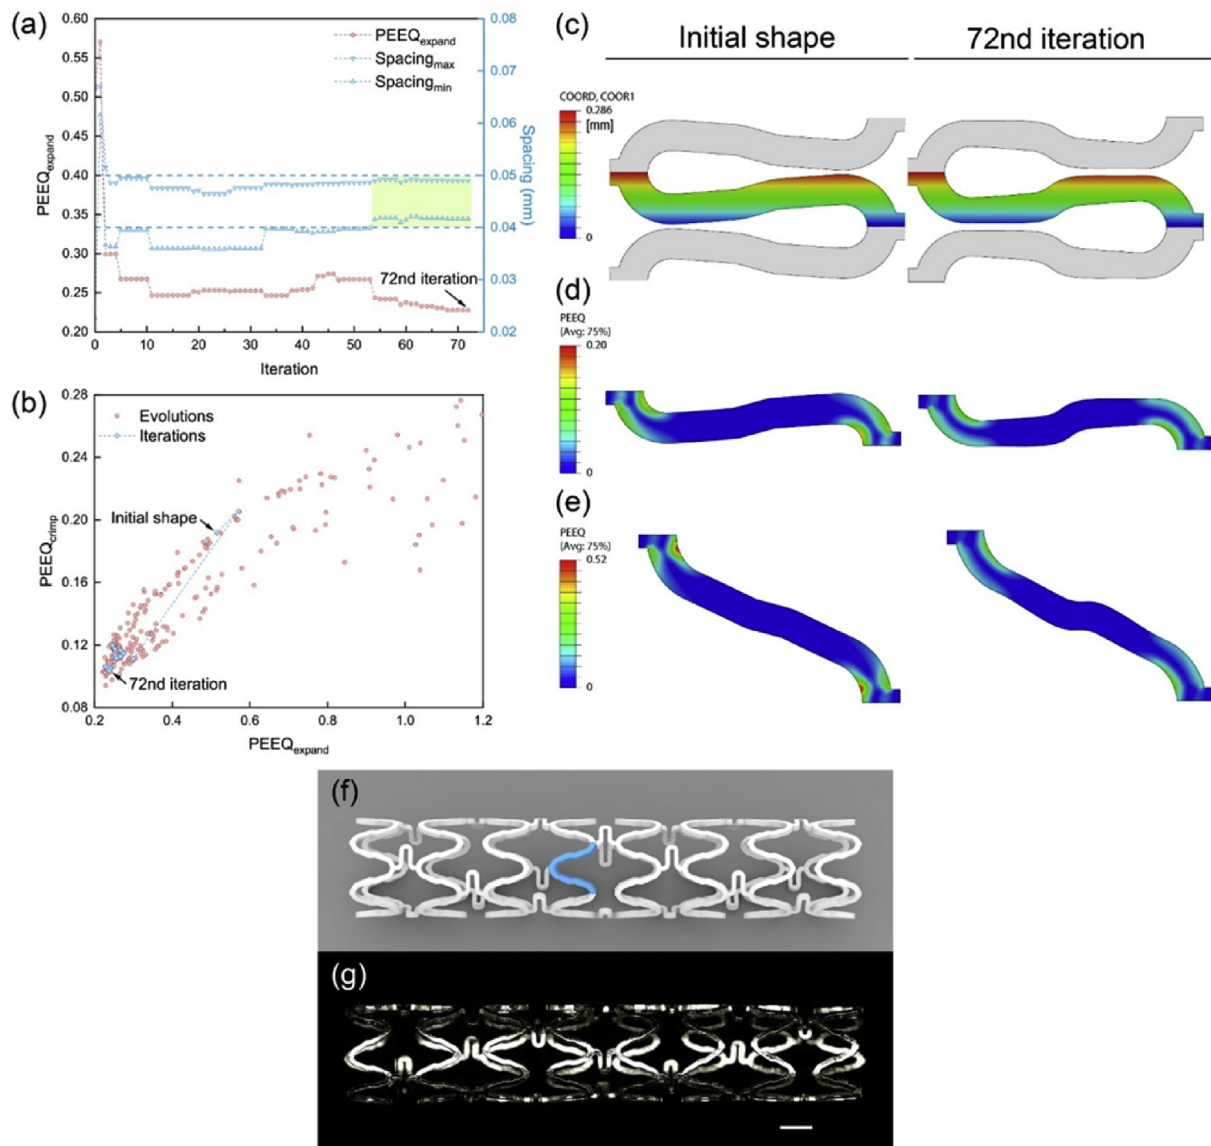 (a)
0.60
0.55
0.50
0.45
0.40
0.35
0.30
0.25
0.20
PEEQexpand
PEEQexpand
Spacingmax
Spacingmin
72nd iteration
0 10 20 30 40 50 60 70
Iteration
0.08
0.07
0.06
0.05
0.04
0.03
0.02
Spacing (mm)
(b)
0.28
0.24
0.20
0.16
0.12
0.08
PEEQcrimp
Evolutions
Iterations
Initial shape
72nd iteration
0.2 0.4 0.6 0.8 1.0 1.2
PEEQexpand
(c)
Initial shape
72nd iteration
COORD, COOR1
0.286
[mm]
0
(d)
PEEQ
(Avg: 75%)
0.20
0
(e)
PEEQ
(Avg: 75%)
0.52
0
(f)
(g)